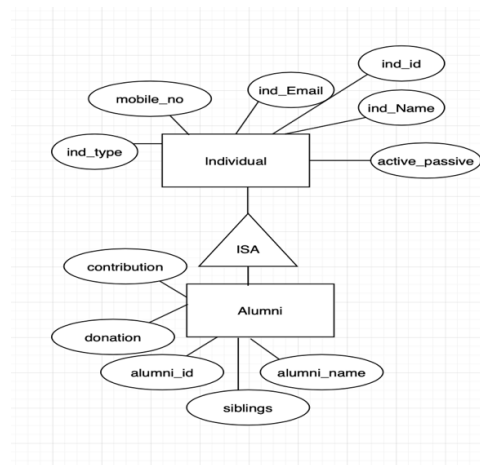 ind_id
ind_Email
mobile_no
ind_Name
ind_type
Individual
active_passive
ISA
contribution
Alumni
donation
alumni_id
alumni_name
siblings